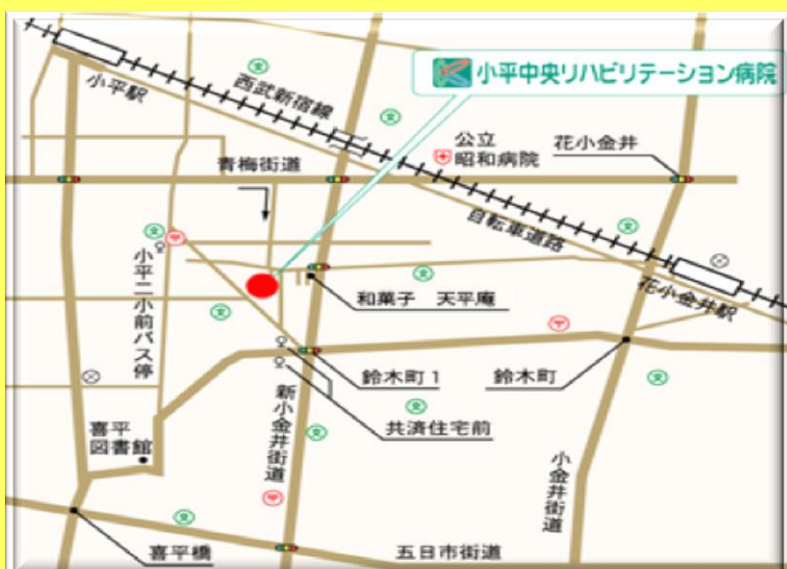 小平中央リハビリテーション病院
小平駅
西武新宿線
公立
昭和病院
花小金井
青梅街道
自転車道路
小平二小前バス停
和菓子 天平庵
花小金井駅
鈴木町1
鈴木町
共済住宅前
新小金井街道
喜平
図書館
小金井街道
喜平橋
五日市街道